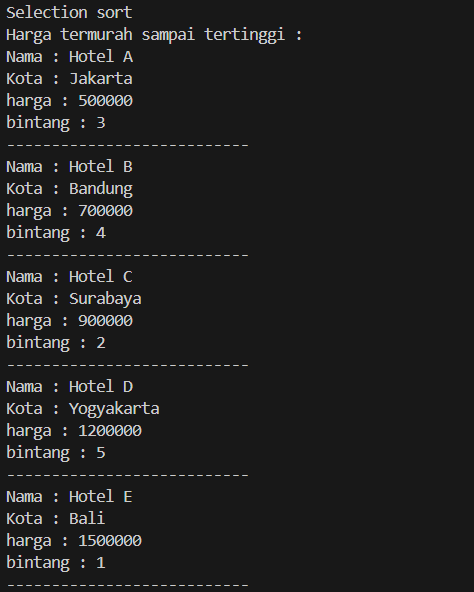 Selection sort
Harga termurah sampai tertinggi :
Nama : Hotel A
Kota : Jakarta
harga : 500000
bintang : 3
---------------------------
Nama : Hotel B
Kota : Bandung
harga : 700000
bintang : 4
---------------------------
Nama : Hotel C
Kota : Surabaya
harga : 900000
bintang : 2
---------------------------
Nama : Hotel D
Kota : Yogyakarta
harga : 1200000
bintang : 5
---------------------------
Nama : Hotel E
Kota : Bali
harga : 1500000
bintang : 1
---------------------------